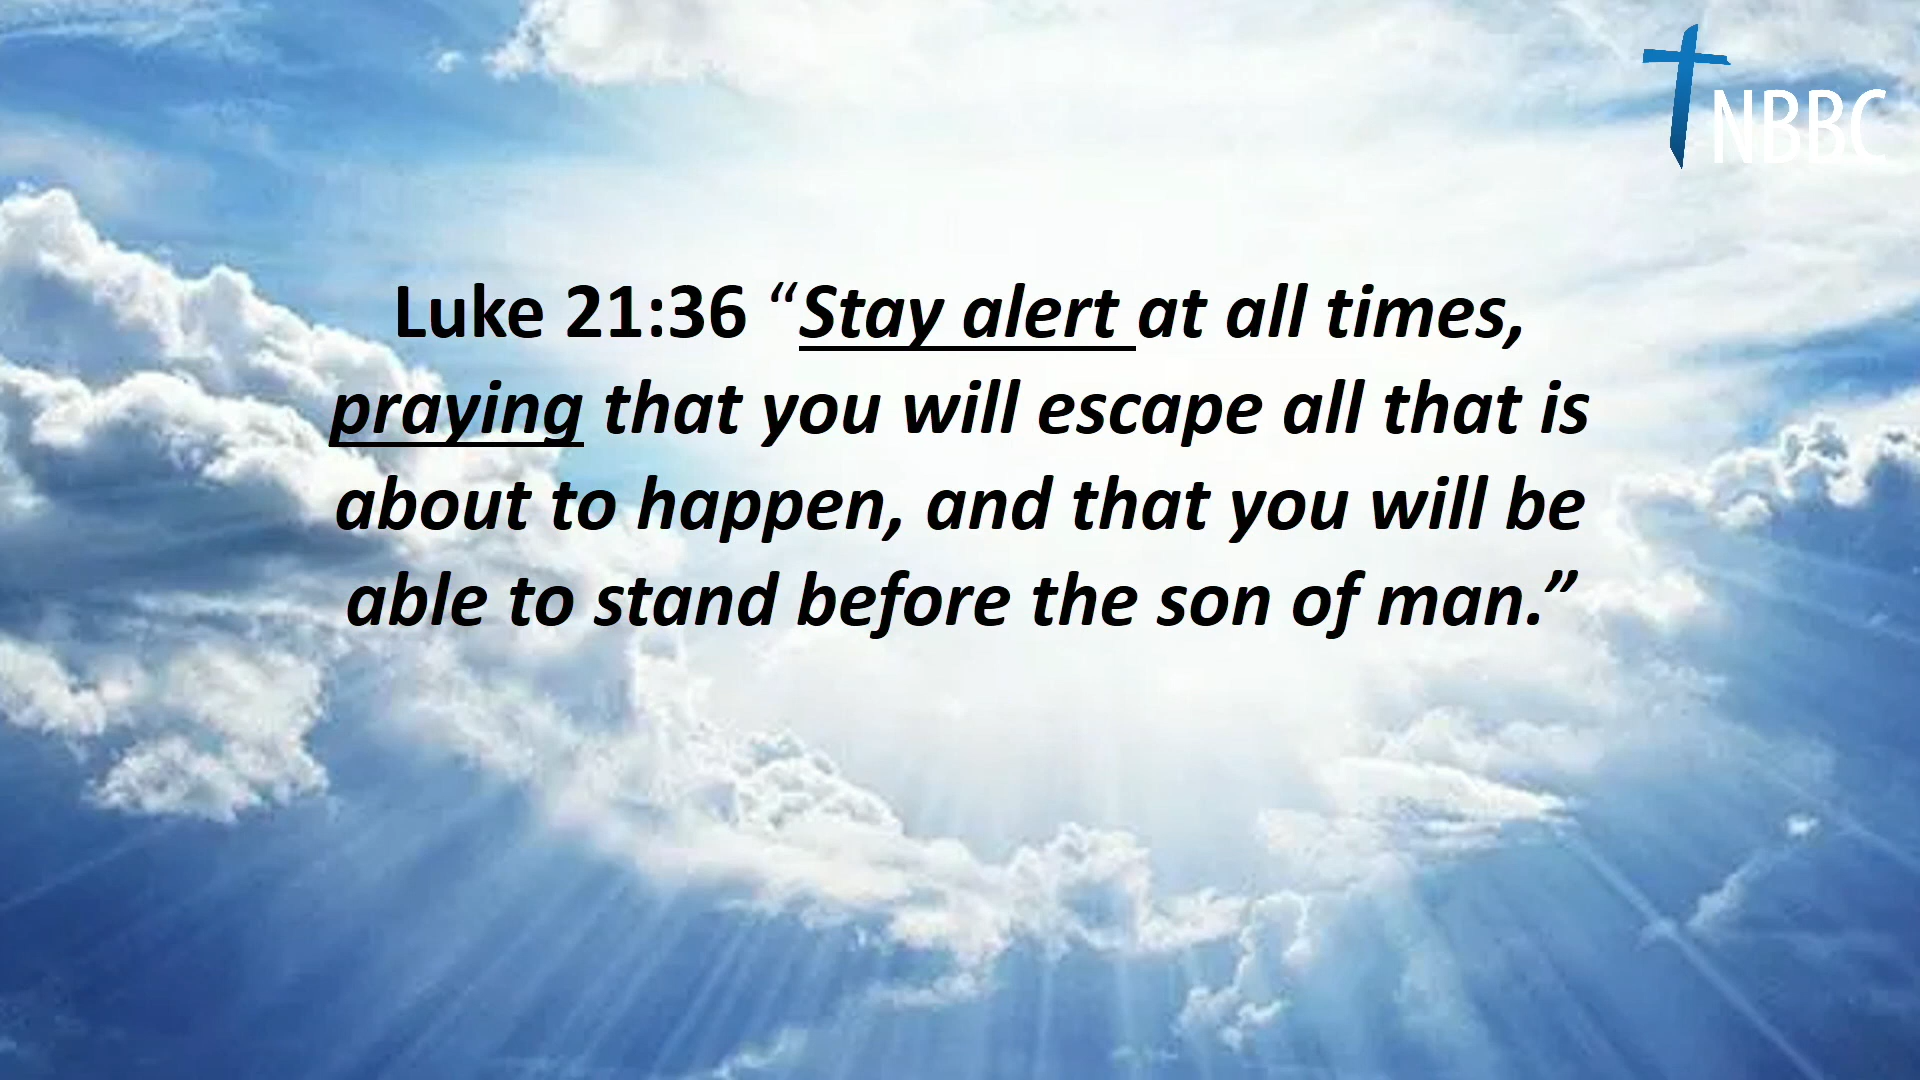 NBBC
Luke 21:36 “Stay alert at all times,
praying that you will escape all that is
about to happen, and that you will be
able to stand before the son of man.”